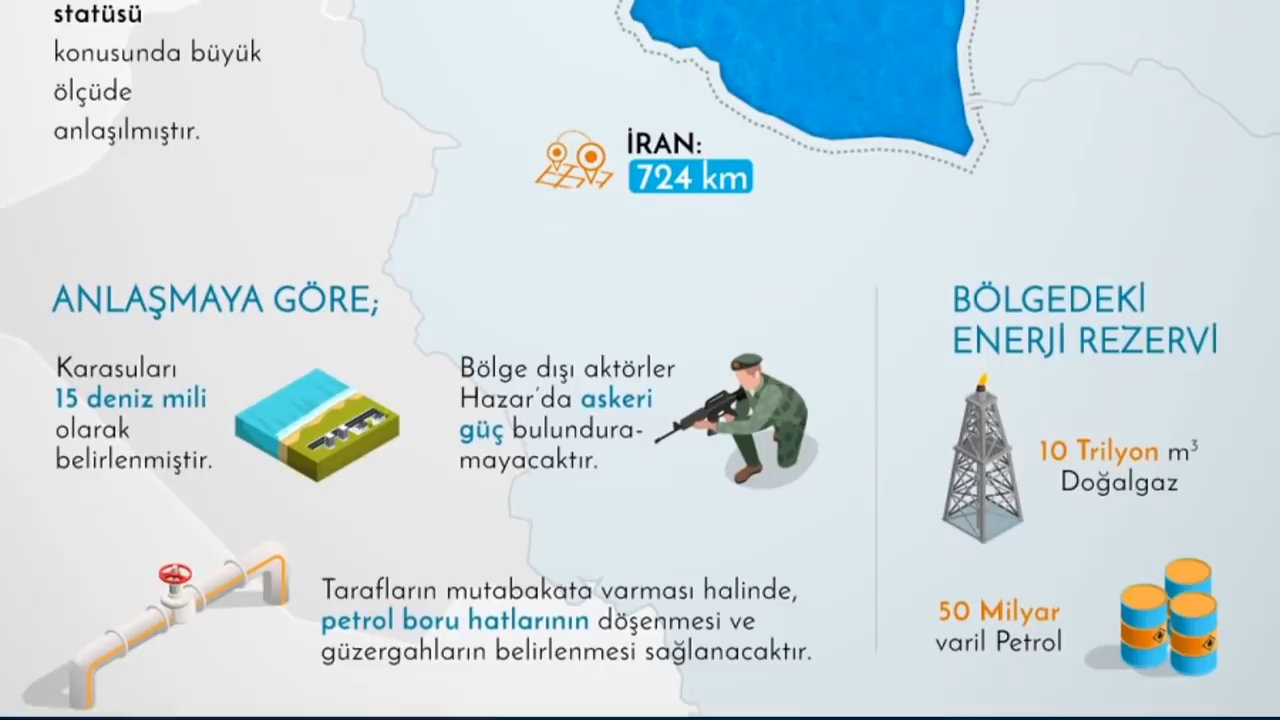 statüsü
konusunda büyük
ölçüde
anlaşılmıştır.
İRAN:
724 km
ANLAŞMAYA GÖRE;
Karasuları
15 deniz mili
olarak
belirlenmiştir.
Bölge dışı aktörler
Hazar'da askeri
güç bulundura-
mayacaktır.
Tarafların mutabakata varması halinde,
petrol boru hatlarının döşenmesi ve
güzergahların belirlenmesi sağlanacaktır.
BÖLGEDEKİ
ENERJİ REZERVİ
10 Trilyon m³
Doğalgaz
50 Milyar
varil Petrol